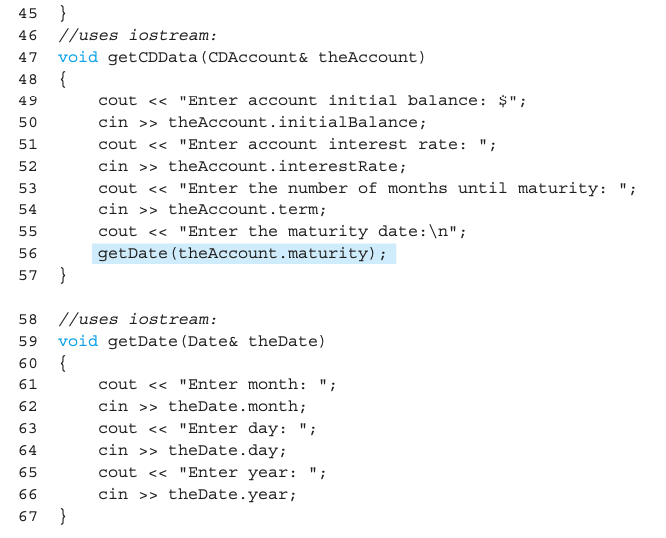 45 }
46 //uses iostream:
47 void getCDData(CDAccount& theAccount)
48 {
49     cout << "Enter account initial balance: $";
50     cin >> theAccount.initialBalance;
51     cout << "Enter account interest rate: ";
52     cin >> theAccount.interestRate;
53     cout << "Enter the number of months until maturity: ";
54     cin >> theAccount.term;
55     cout << "Enter the maturity date:\n";
56     getDate(theAccount.maturity);
57 }
58 //uses iostream:
59 void getDate(Date& theDate)
60 {
61     cout << "Enter month: ";
62     cin >> theDate.month;
63     cout << "Enter day: ";
64     cin >> theDate.day;
65     cout << "Enter year: ";
66     cin >> theDate.year;
67 }